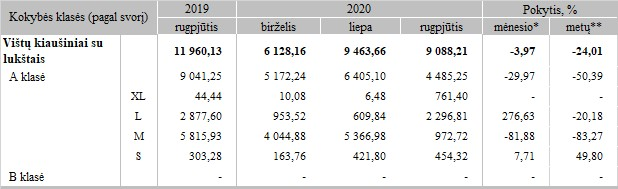 Kokybės klasės (pagal svorį) 2019 2020 Pokytis, %
rugpjūtis birželis liepa rugpjūtis mėnesio* metų**
Vištų kiaušiniai su lukštais 11 960,13 6 128,16 9 463,66 9 088,21 -3,97 -24,01
A klasė 9 041,25 5 172,24 6 405,10 4 485,25 -29,97 -50,39
XL 44,44 10,08 6,48 761,40 - -
L 2 877,60 953,52 609,84 2 296,81 276,63 -20,18
M 5 815,93 4 044,88 5 366,98 972,72 -81,88 -83,27
S 303,28 163,76 421,80 454,32 7,71 49,80
B klasė - - - - - -